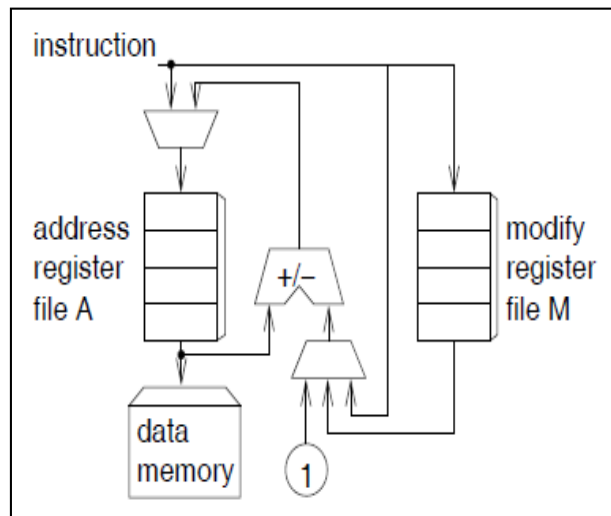 instruction
address
register
file A
+/−
modify
register
file M
data
memory
1